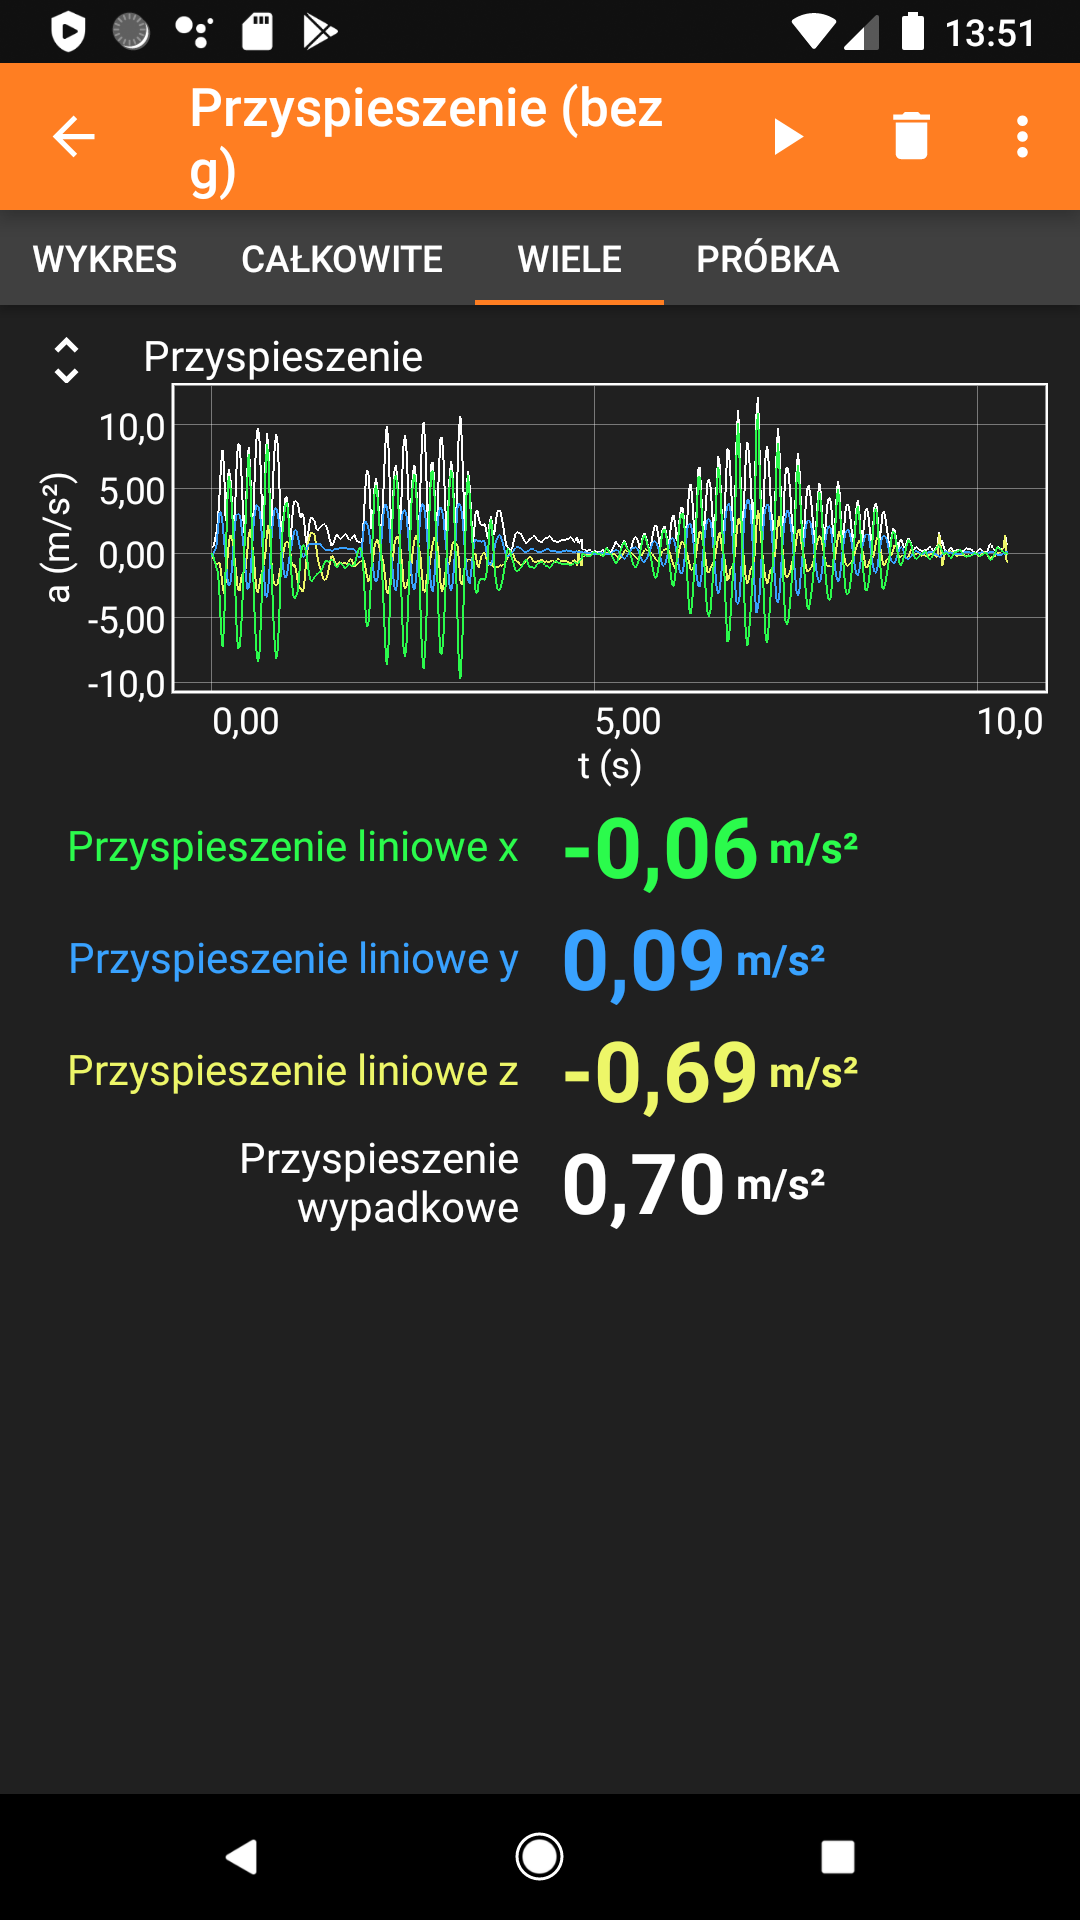 13:51
Przyspieszenie (bez
g)
WYKRES CAŁKOWITE WIELE PRÓBKA
Przyspieszenie
a (m/s²)
10,0
5,00
0,00
-5,00
-10,0
0,00 5,00 10,0
t (s)
Przyspieszenie liniowe x -0,06 m/s²
Przyspieszenie liniowe y 0,09 m/s²
Przyspieszenie liniowe z -0,69 m/s²
Przyspieszenie
wypadkowe 0,70 m/s²